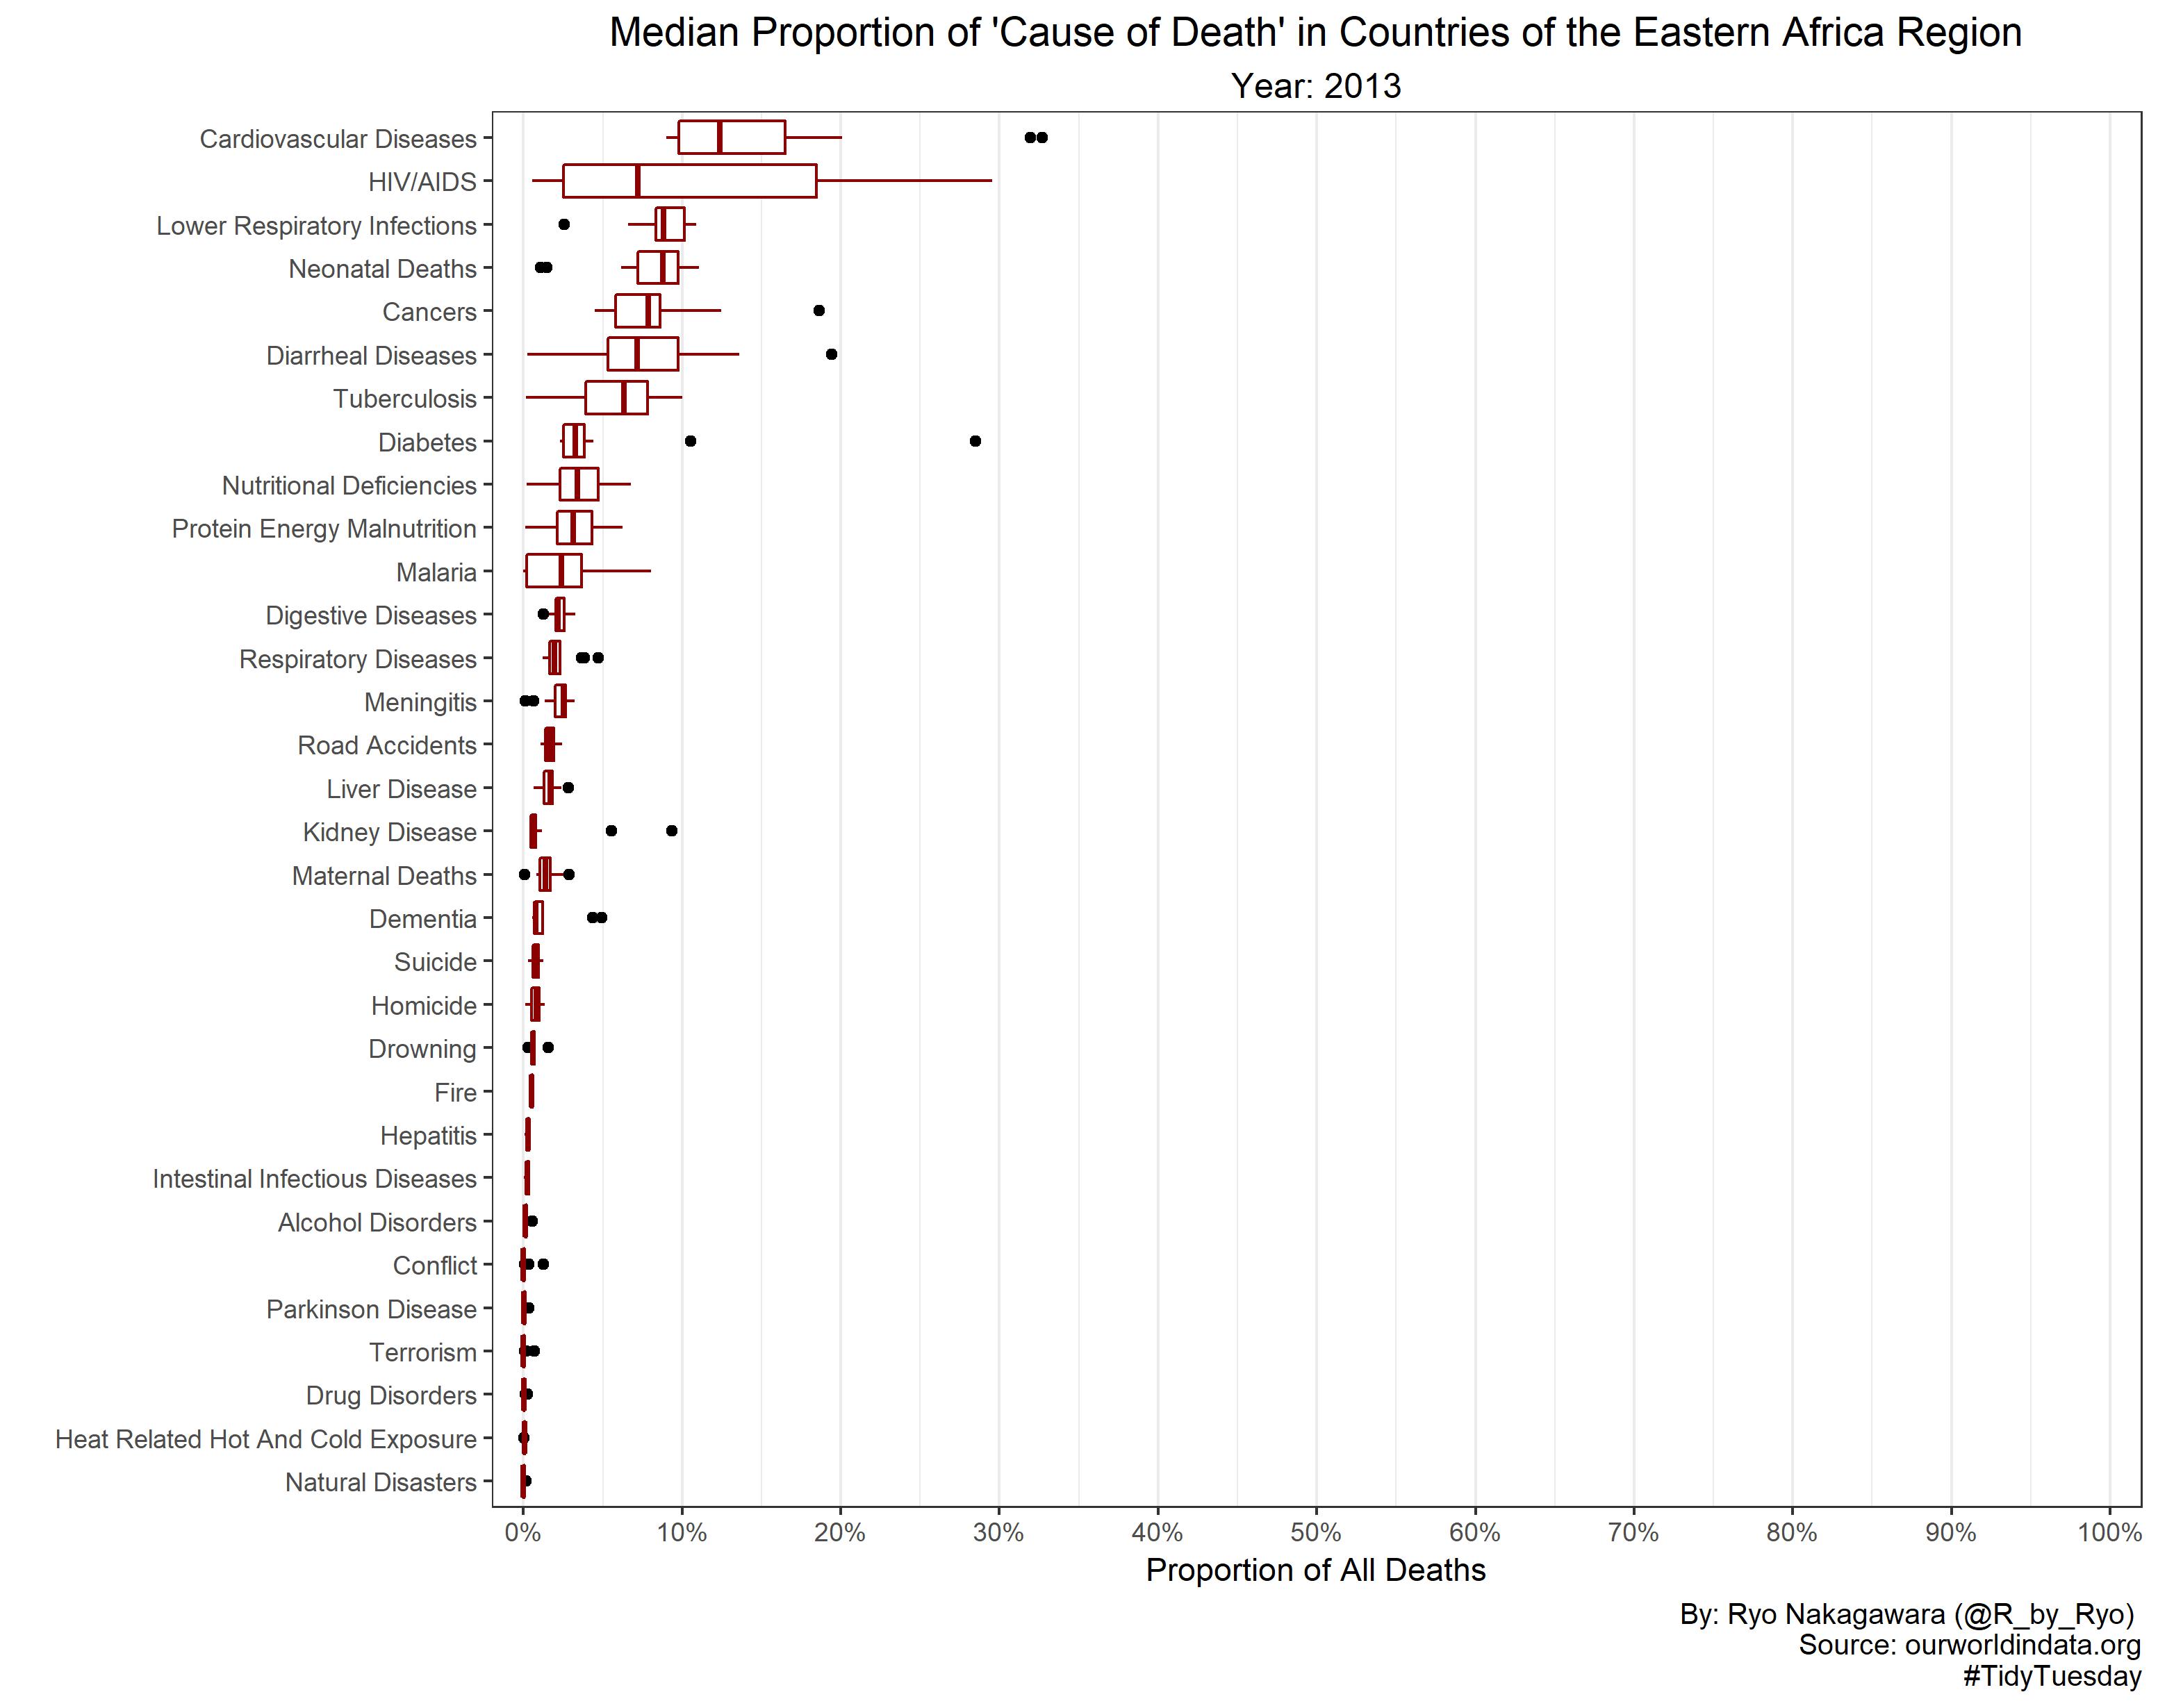 Median Proportion of 'Cause of Death' in Countries of the Eastern Africa Region
Year: 2013
Cardiovascular Diseases
HIV/AIDS
Lower Respiratory Infections
Neonatal Deaths
Cancers
Diarrheal Diseases
Tuberculosis
Diabetes
Nutritional Deficiencies
Protein Energy Malnutrition
Malaria
Digestive Diseases
Respiratory Diseases
Meningitis
Road Accidents
Liver Disease
Kidney Disease
Maternal Deaths
Dementia
Suicide
Homicide
Drowning
Fire
Hepatitis
Intestinal Infectious Diseases
Alcohol Disorders
Conflict
Parkinson Disease
Terrorism
Drug Disorders
Heat Related Hot And Cold Exposure
Natural Disasters
0% 10% 20% 30% 40% 50% 60% 70% 80% 90% 100%
Proportion of All Deaths
By: Ryo Nakagawara (@R_by_Ryo)
Source: ourworldindata.org
#TidyTuesday